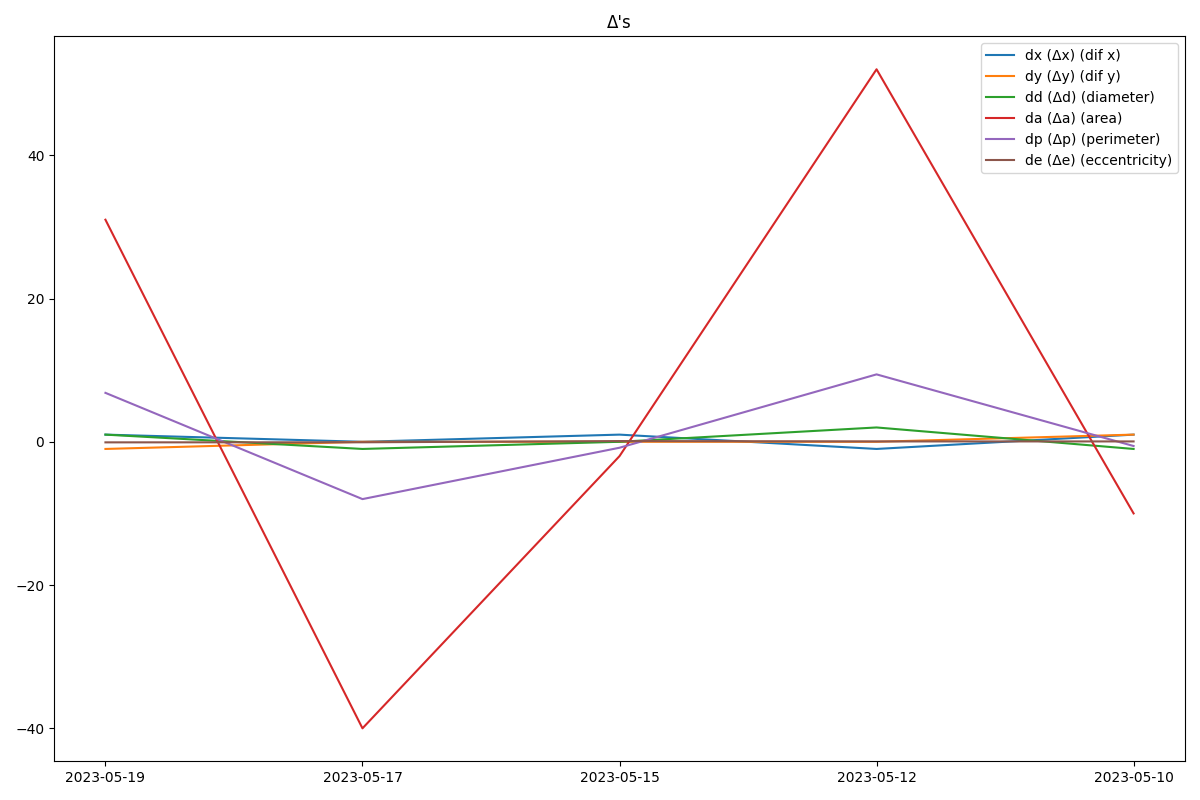 Δ's
dx (Δx) (dif x)
dy (Δy) (dif y)
dd (Δd) (diameter)
da (Δa) (area)
dp (Δp) (perimeter)
de (Δe) (eccentricity)
40
20
0
−20
−40
2023-05-19
2023-05-17
2023-05-15
2023-05-12
2023-05-10